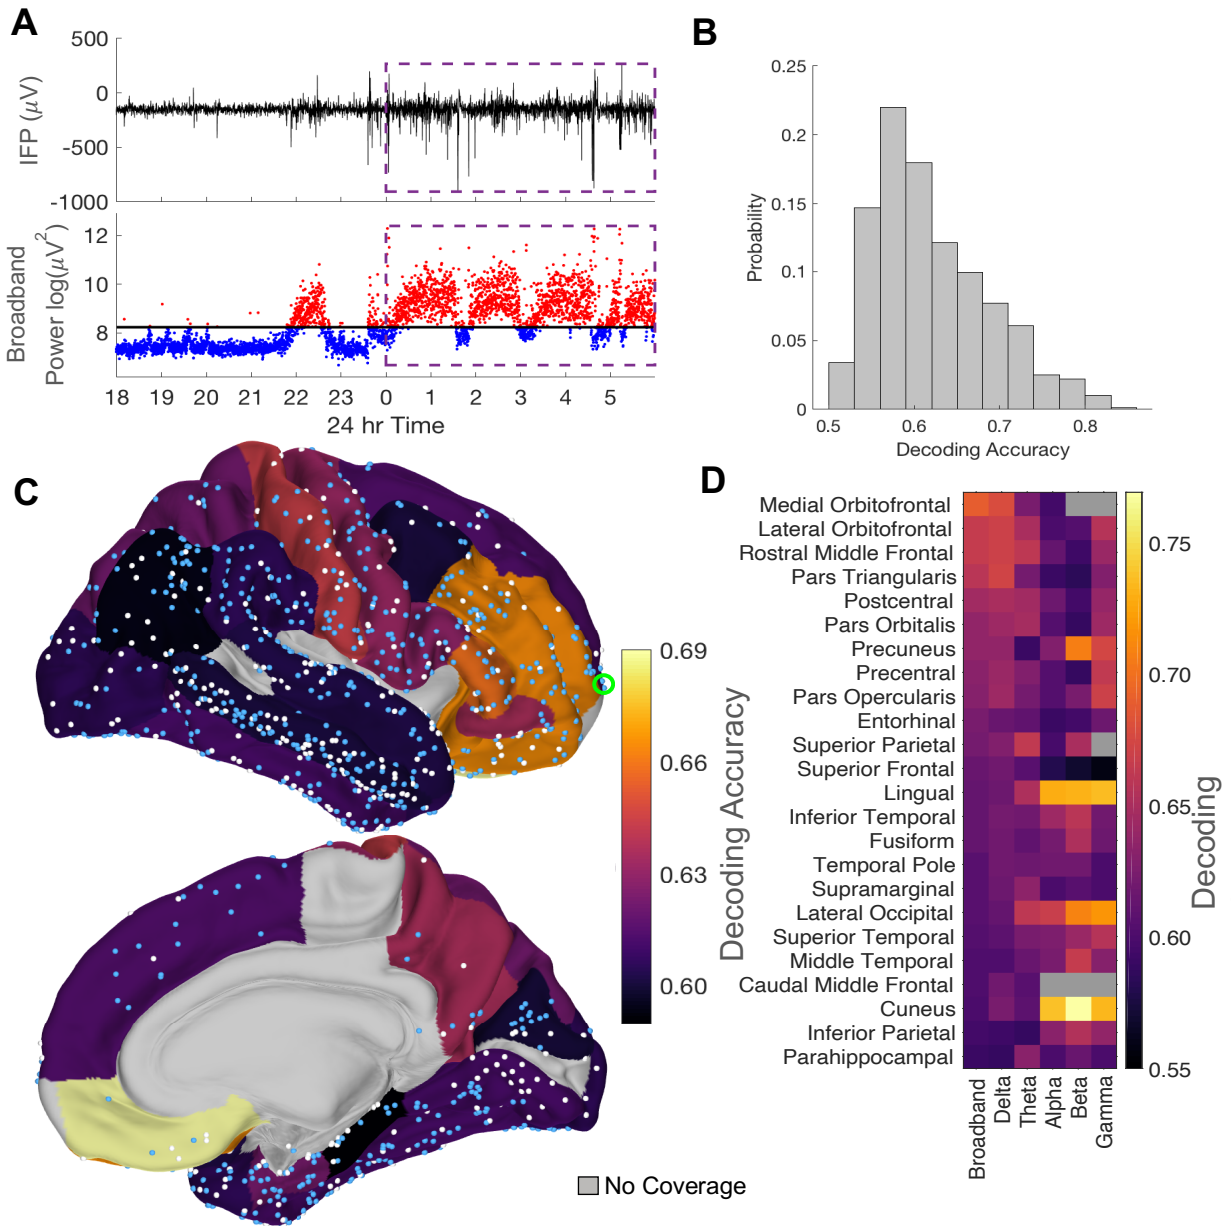 A
500
0
-500
-1000
IFP (μV)
12
10
8
Broadband
Power log(μV²)
18 19 20 21 22 23 0 1 2 3 4 5
24 hr Time
B
0.25
0.2
0.15
0.1
0.05
0
Probability
0.5 0.6 0.7 0.8
Decoding Accuracy
C
0.69
0.66
0.63
0.60
Decoding Accuracy
No Coverage
D
Medial Orbitofrontal
Lateral Orbitofrontal
Rostral Middle Frontal
Pars Triangularis
Postcentral
Pars Orbitalis
Precuneus
Precentral
Pars Opercularis
Entorhinal
Superior Parietal
Superior Frontal
Lingual
Inferior Temporal
Fusiform
Temporal Pole
Supramarginal
Lateral Occipital
Superior Temporal
Middle Temporal
Caudal Middle Frontal
Cuneus
Inferior Parietal
Parahippocampal
Broadband
Delta
Theta
Alpha
Beta
Gamma
0.75
0.70
0.65
0.60
0.55
Decoding